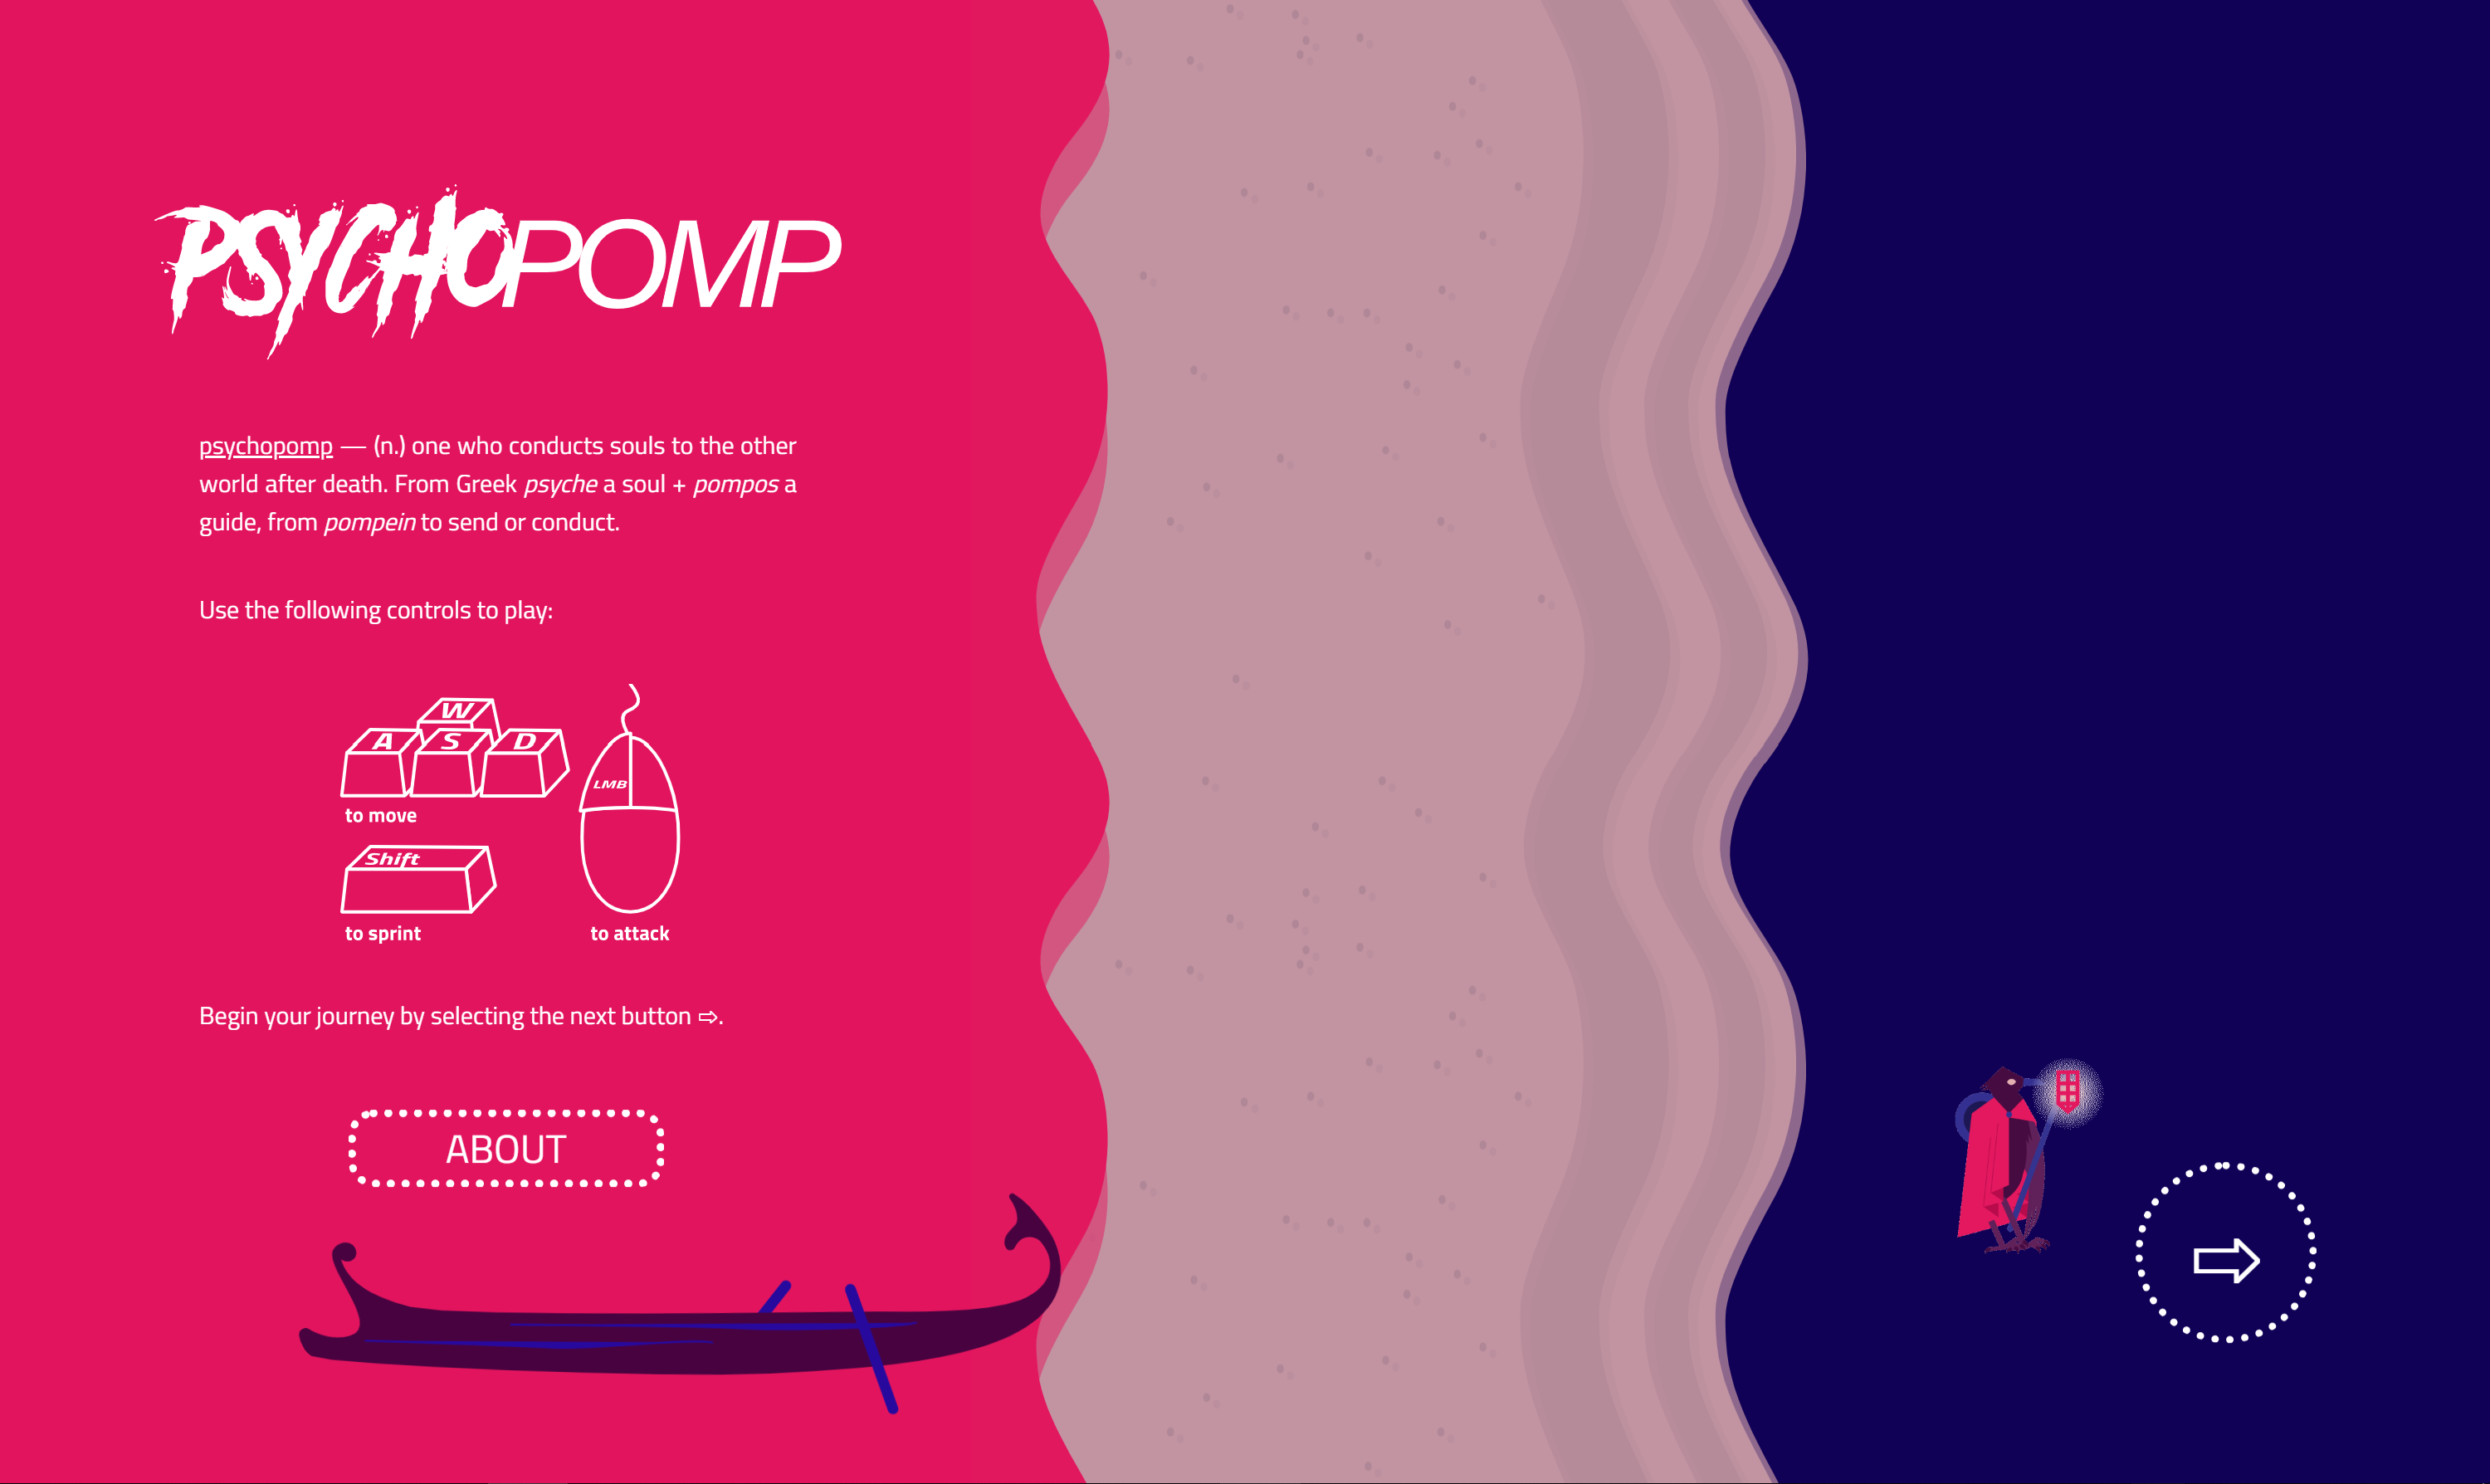 PSYCHOPOMP
psychopomp — (n.) one who conducts souls to the other
world after death. From Greek psyche a soul + pompos a
guide, from pompein to send or conduct.
Use the following controls to play:
W
A S D
LMB
to move
Shift
to sprint
to attack
Begin your journey by selecting the next button ⇨.
ABOUT